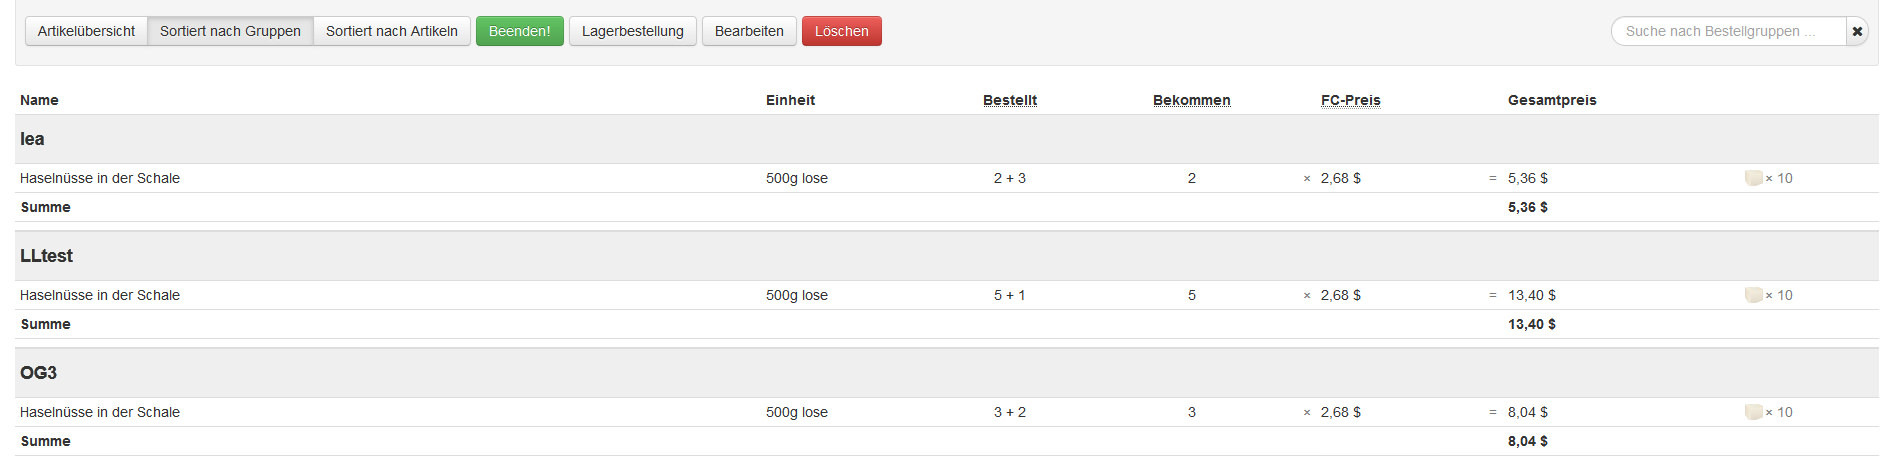 Artikelübersicht Sortiert nach Gruppen Sortiert nach Artikeln Beenden! Lagerbestellung Bearbeiten Löschen Suche nach Bestellgruppen ... ✖
Name Einheit Bestellt Bekommen FC-Preis Gesamtpreis
lea
Haselnüsse in der Schale 500g lose 2 + 3 2 × 2,68 $ = 5,36 $ × 10
Summe 5,36 $
LLtest
Haselnüsse in der Schale 500g lose 5 + 1 5 × 2,68 $ = 13,40 $ × 10
Summe 13,40 $
OG3
Haselnüsse in der Schale 500g lose 3 + 2 3 × 2,68 $ = 8,04 $ × 10
Summe 8,04 $